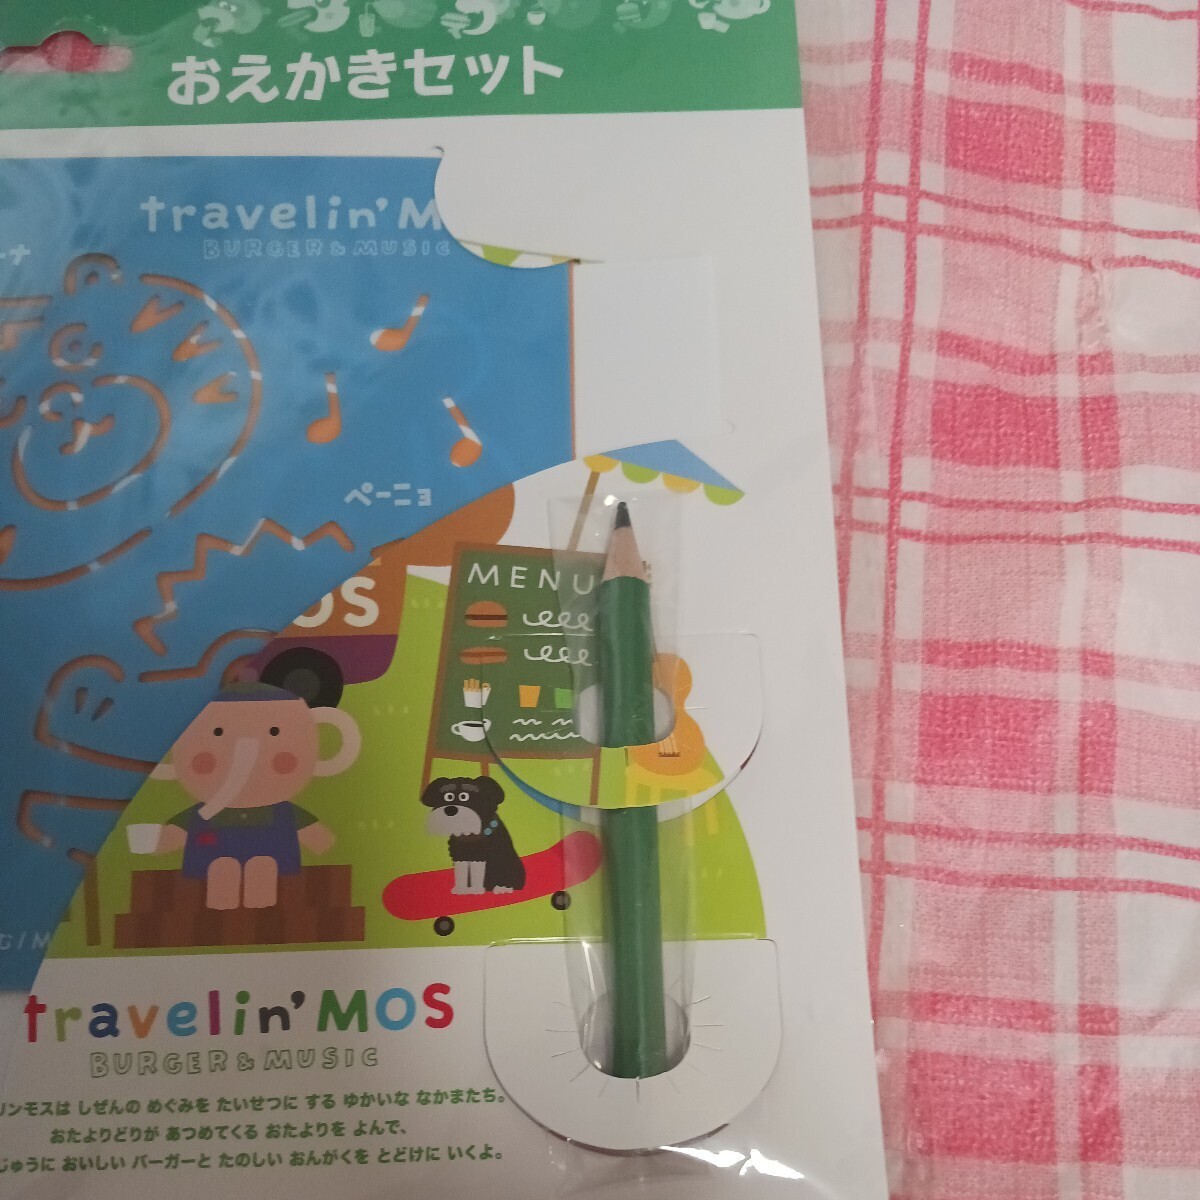 おえかきセット
travelin' M
BURGER & MUSIC
ペーニョ
OS
MENU
travelin' MOS
BURGER & MUSIC
リンモスは しぜんの めぐみを たいせつに する ゆかいな なかまたち。
おたよりどりが あつめてくる おたよりを よんで、
じゅうに おいしい バーガーと たのしい おんがくを とどけに いくよ。